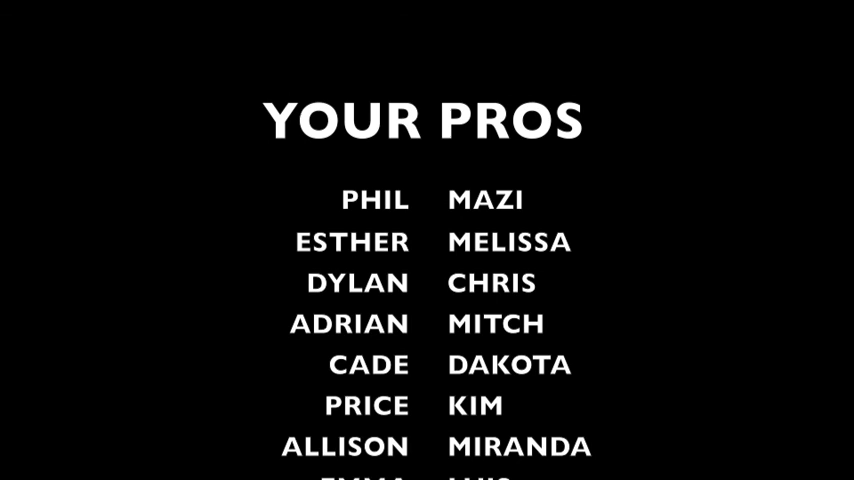 YOUR PROS
PHIL MAZI
ESTHER MELISSA
DYLAN CHRIS
ADRIAN MITCH
CADE DAKOTA
PRICE KIM
ALLISON MIRANDA